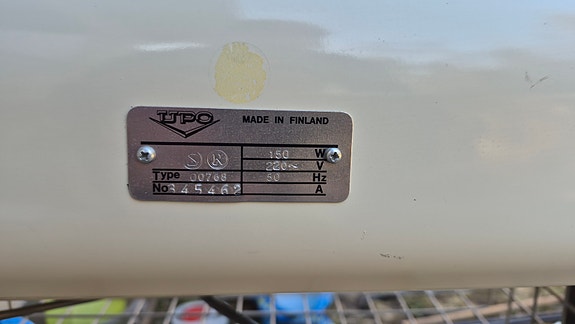 UPO MADE IN FINLAND
150 W
220~ V
Type 00768 50 Hz
No 345462 A